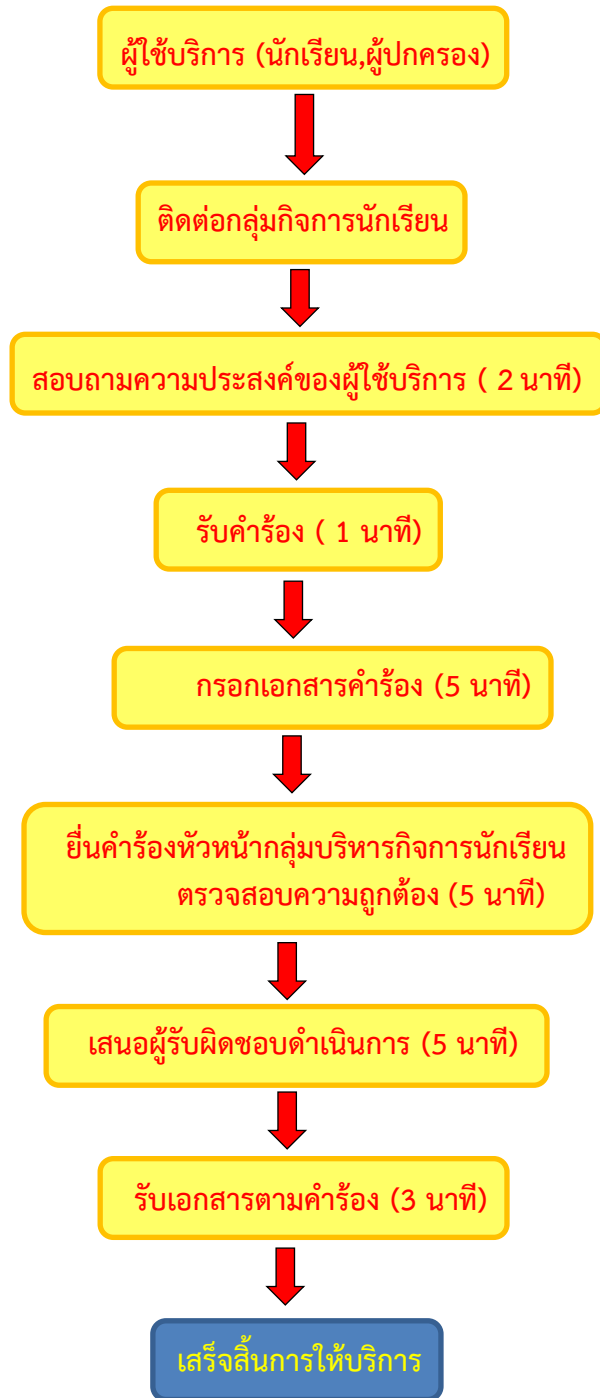 ผู้ใช้บริการ (นักเรียน,ผู้ปกครอง)
ติดต่อกลุ่มกิจการนักเรียน
สอบถามความประสงค์ของผู้ใช้บริการ ( 2 นาที)
รับคำร้อง ( 1 นาที)
กรอกเอกสารคำร้อง (5 นาที)
ยื่นคำร้องหัวหน้ากลุ่มบริหารกิจการนักเรียน
ตรวจสอบความถูกต้อง (5 นาที)
เสนอผู้รับผิดชอบดำเนินการ (5 นาที)
รับเอกสารตามคำร้อง (3 นาที)
เสร็จสิ้นการให้บริการ